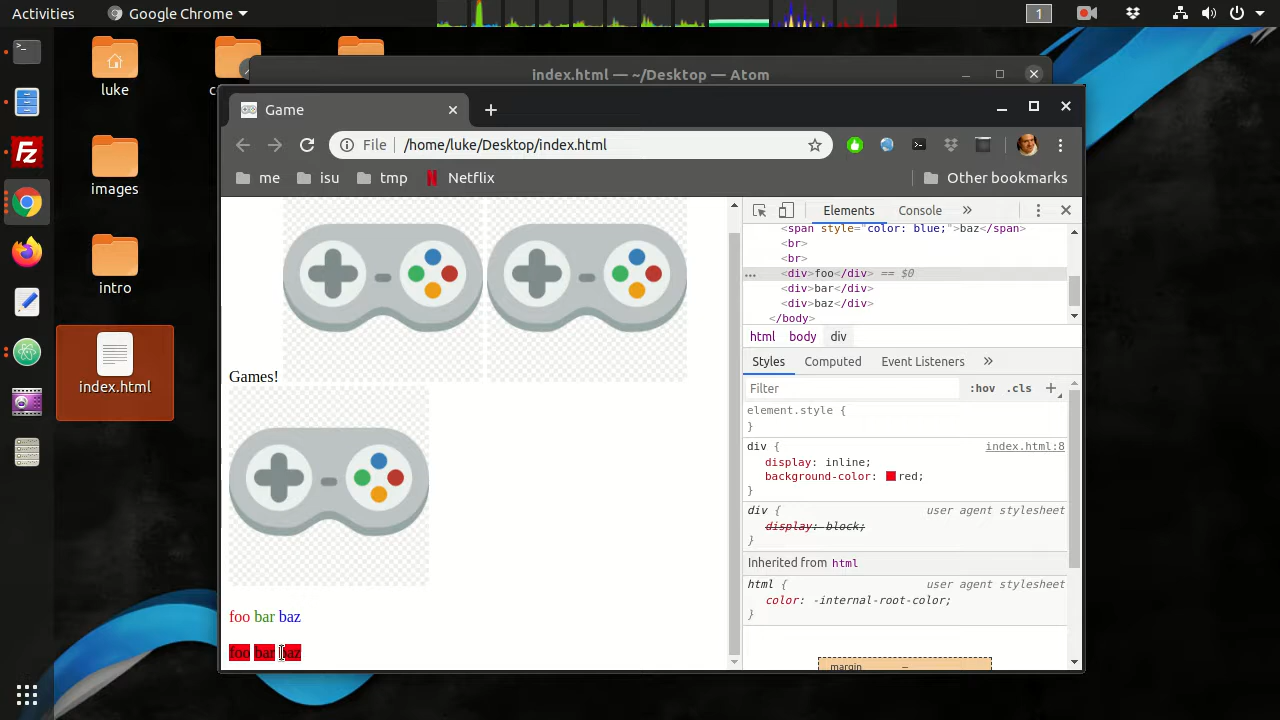 Activities
Google Chrome
1
luke
images
intro
index.html
index.html — ~/Desktop — Atom
Game
File
/home/luke/Desktop/index.html
me
isu
tmp
Netflix
Other bookmarks
Games!
foo bar baz
foo bar baz
Elements
Console
<span style="color: blue;">baz</span>
<br>
<br>
<div>foo</div> == $0
<div>bar</div>
<div>baz</div>
</body>
html
body
div
Styles
Computed
Event Listeners
Filter
:hov
.cls
element.style {
}
div {
index.html:8
display: inline;
background-color: red;
}
div {
user agent stylesheet
display: block;
}
Inherited from html
html {
user agent stylesheet
color: -internal-root-color;
}
margin